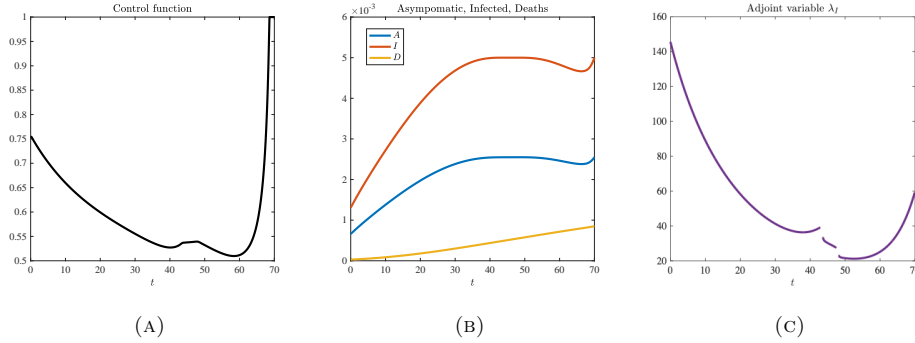 Control function
1
0.95
0.9
0.85
0.8
0.75
0.7
0.65
0.6
0.55
0.5
0 10 20 30 40 50 60 70
t
(A)
Asympomatic, Infected, Deaths
×10⁻³
6
5
4
3
2
1
0
A
I
D
0 10 20 30 40 50 60 70
t
(B)
Adjoint variable λ_I
160
140
120
100
80
60
40
20
0 10 20 30 40 50 60 70
t
(C)